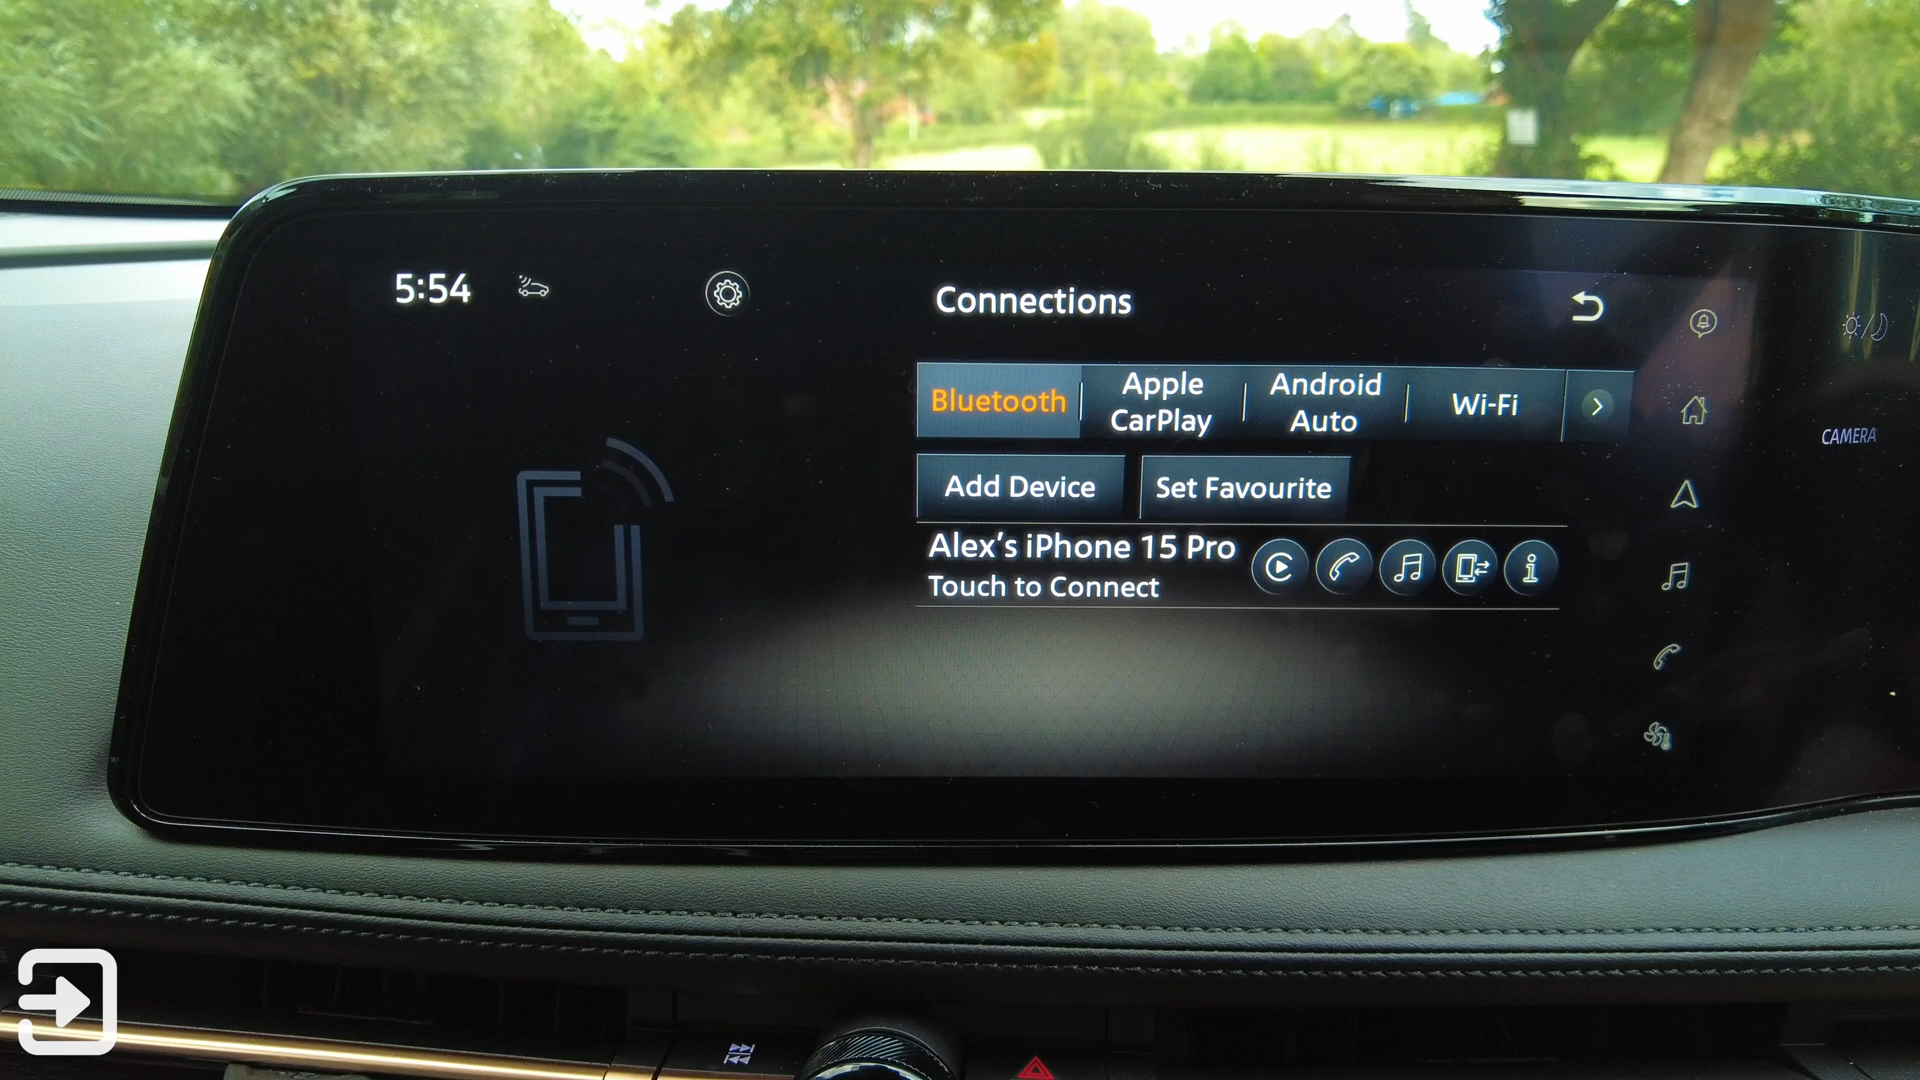 5:54
Connections
Bluetooth
Apple
CarPlay
Android
Auto
Wi-Fi
Add Device
Set Favourite
Alex's iPhone 15 Pro
Touch to Connect
CAMERA